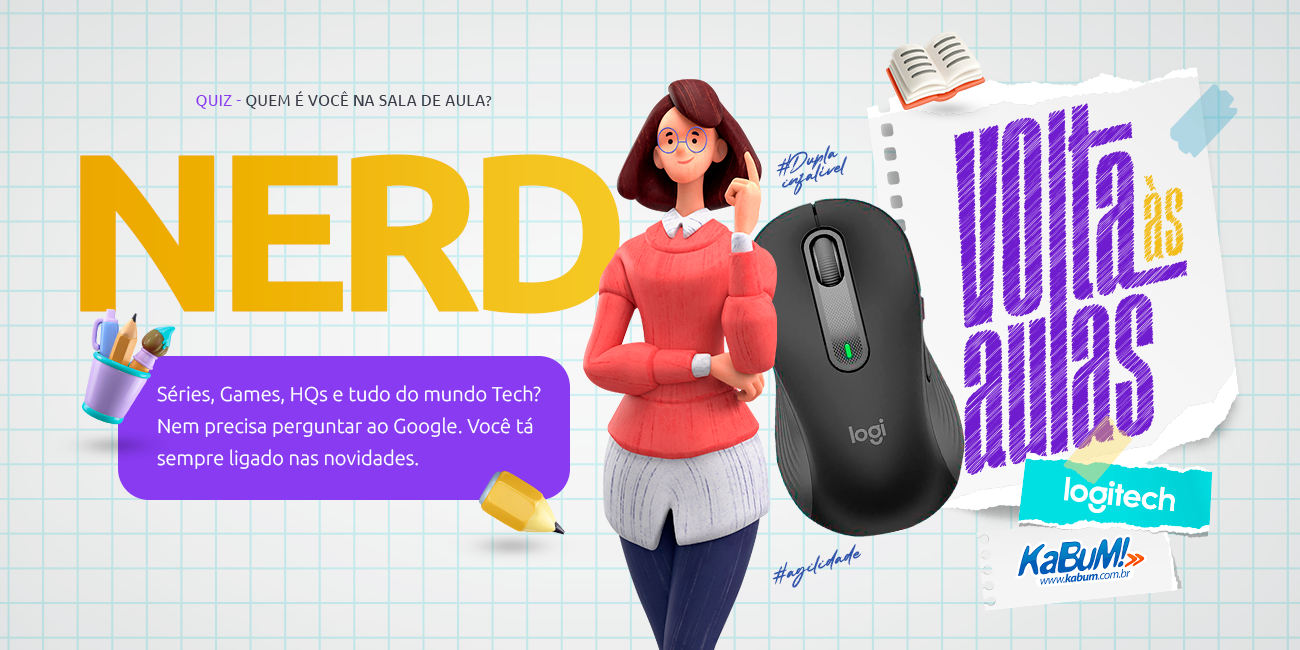 QUIZ - QUEM É VOCÊ NA SALA DE AULA?
NERD
Séries, Games, HQs e tudo do mundo Tech?
Nem precisa perguntar ao Google. Você tá
sempre ligado nas novidades.
#Dupla
infalível
logi
#agilidade
volta
às
aulas
logitech
KaBuM!
www.kabum.com.br